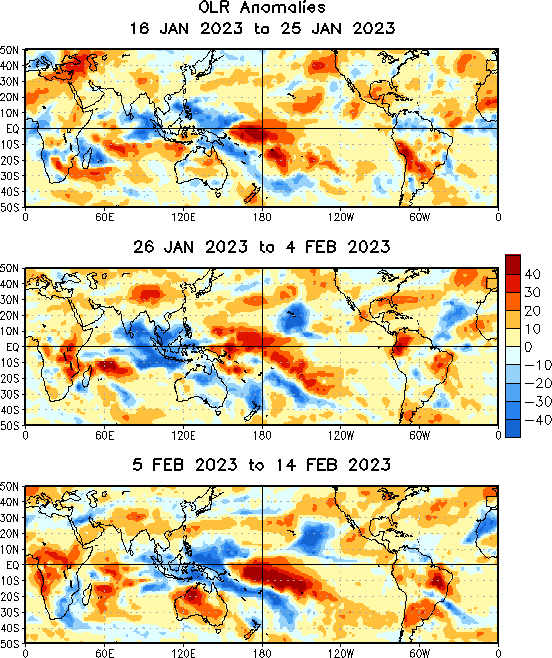 OLR Anomalies
16 JAN 2023 to 25 JAN 2023
50N
40N
30N
20N
10N
EQ
10S
20S
30S
40S
50S
0 60E 120E 180 120W 60W 0
26 JAN 2023 to 4 FEB 2023
50N
40N
30N
20N
10N
EQ
10S
20S
30S
40S
50S
0 60E 120E 180 120W 60W 0
40
30
20
10
0
-10
-20
-30
-40
5 FEB 2023 to 14 FEB 2023
50N
40N
30N
20N
10N
EQ
10S
20S
30S
40S
50S
0 60E 120E 180 120W 60W 0